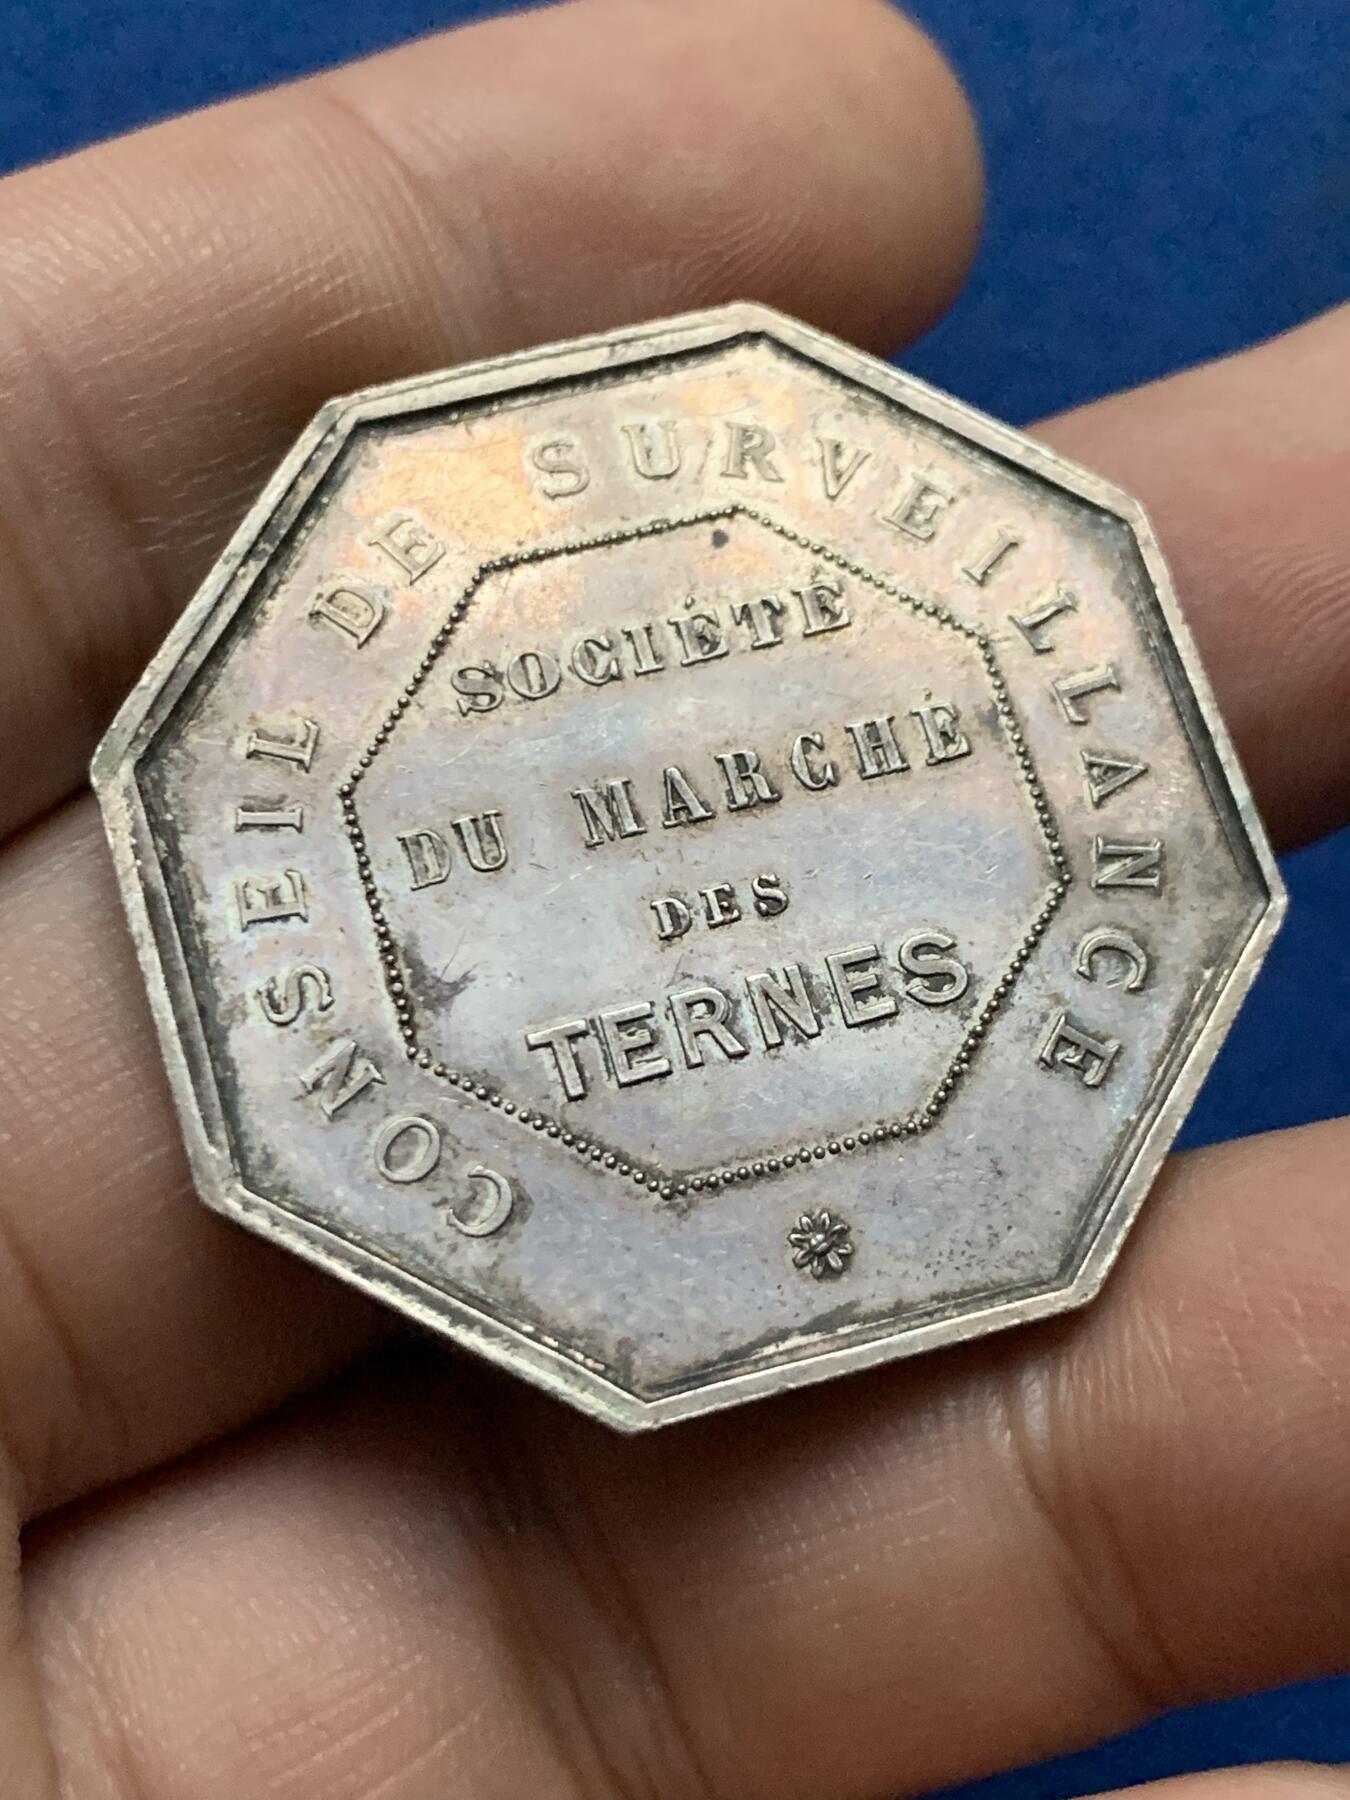 CONSEIL DE SURVEILLANCE
SOCIÉTÉ
DU MARCHÉ
DES
TERNES